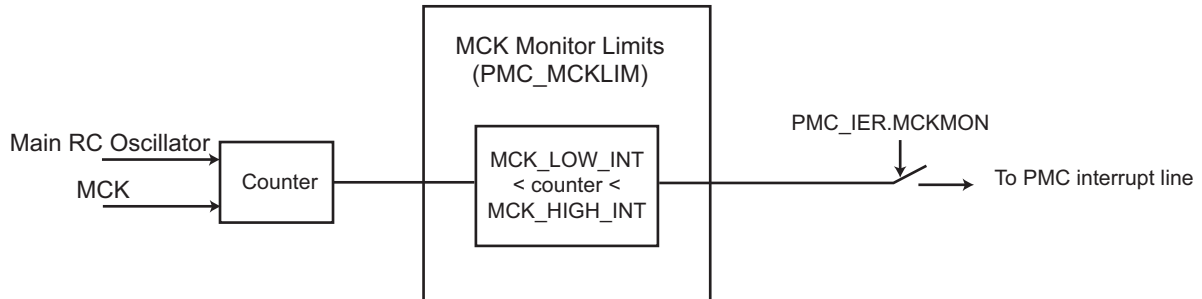 MCK Monitor Limits
(PMC_MCKLIM)
PMC_IER.MCKMON
Main RC Oscillator
MCK
Counter
MCK_LOW_INT
< counter <
MCK_HIGH_INT
To PMC interrupt line